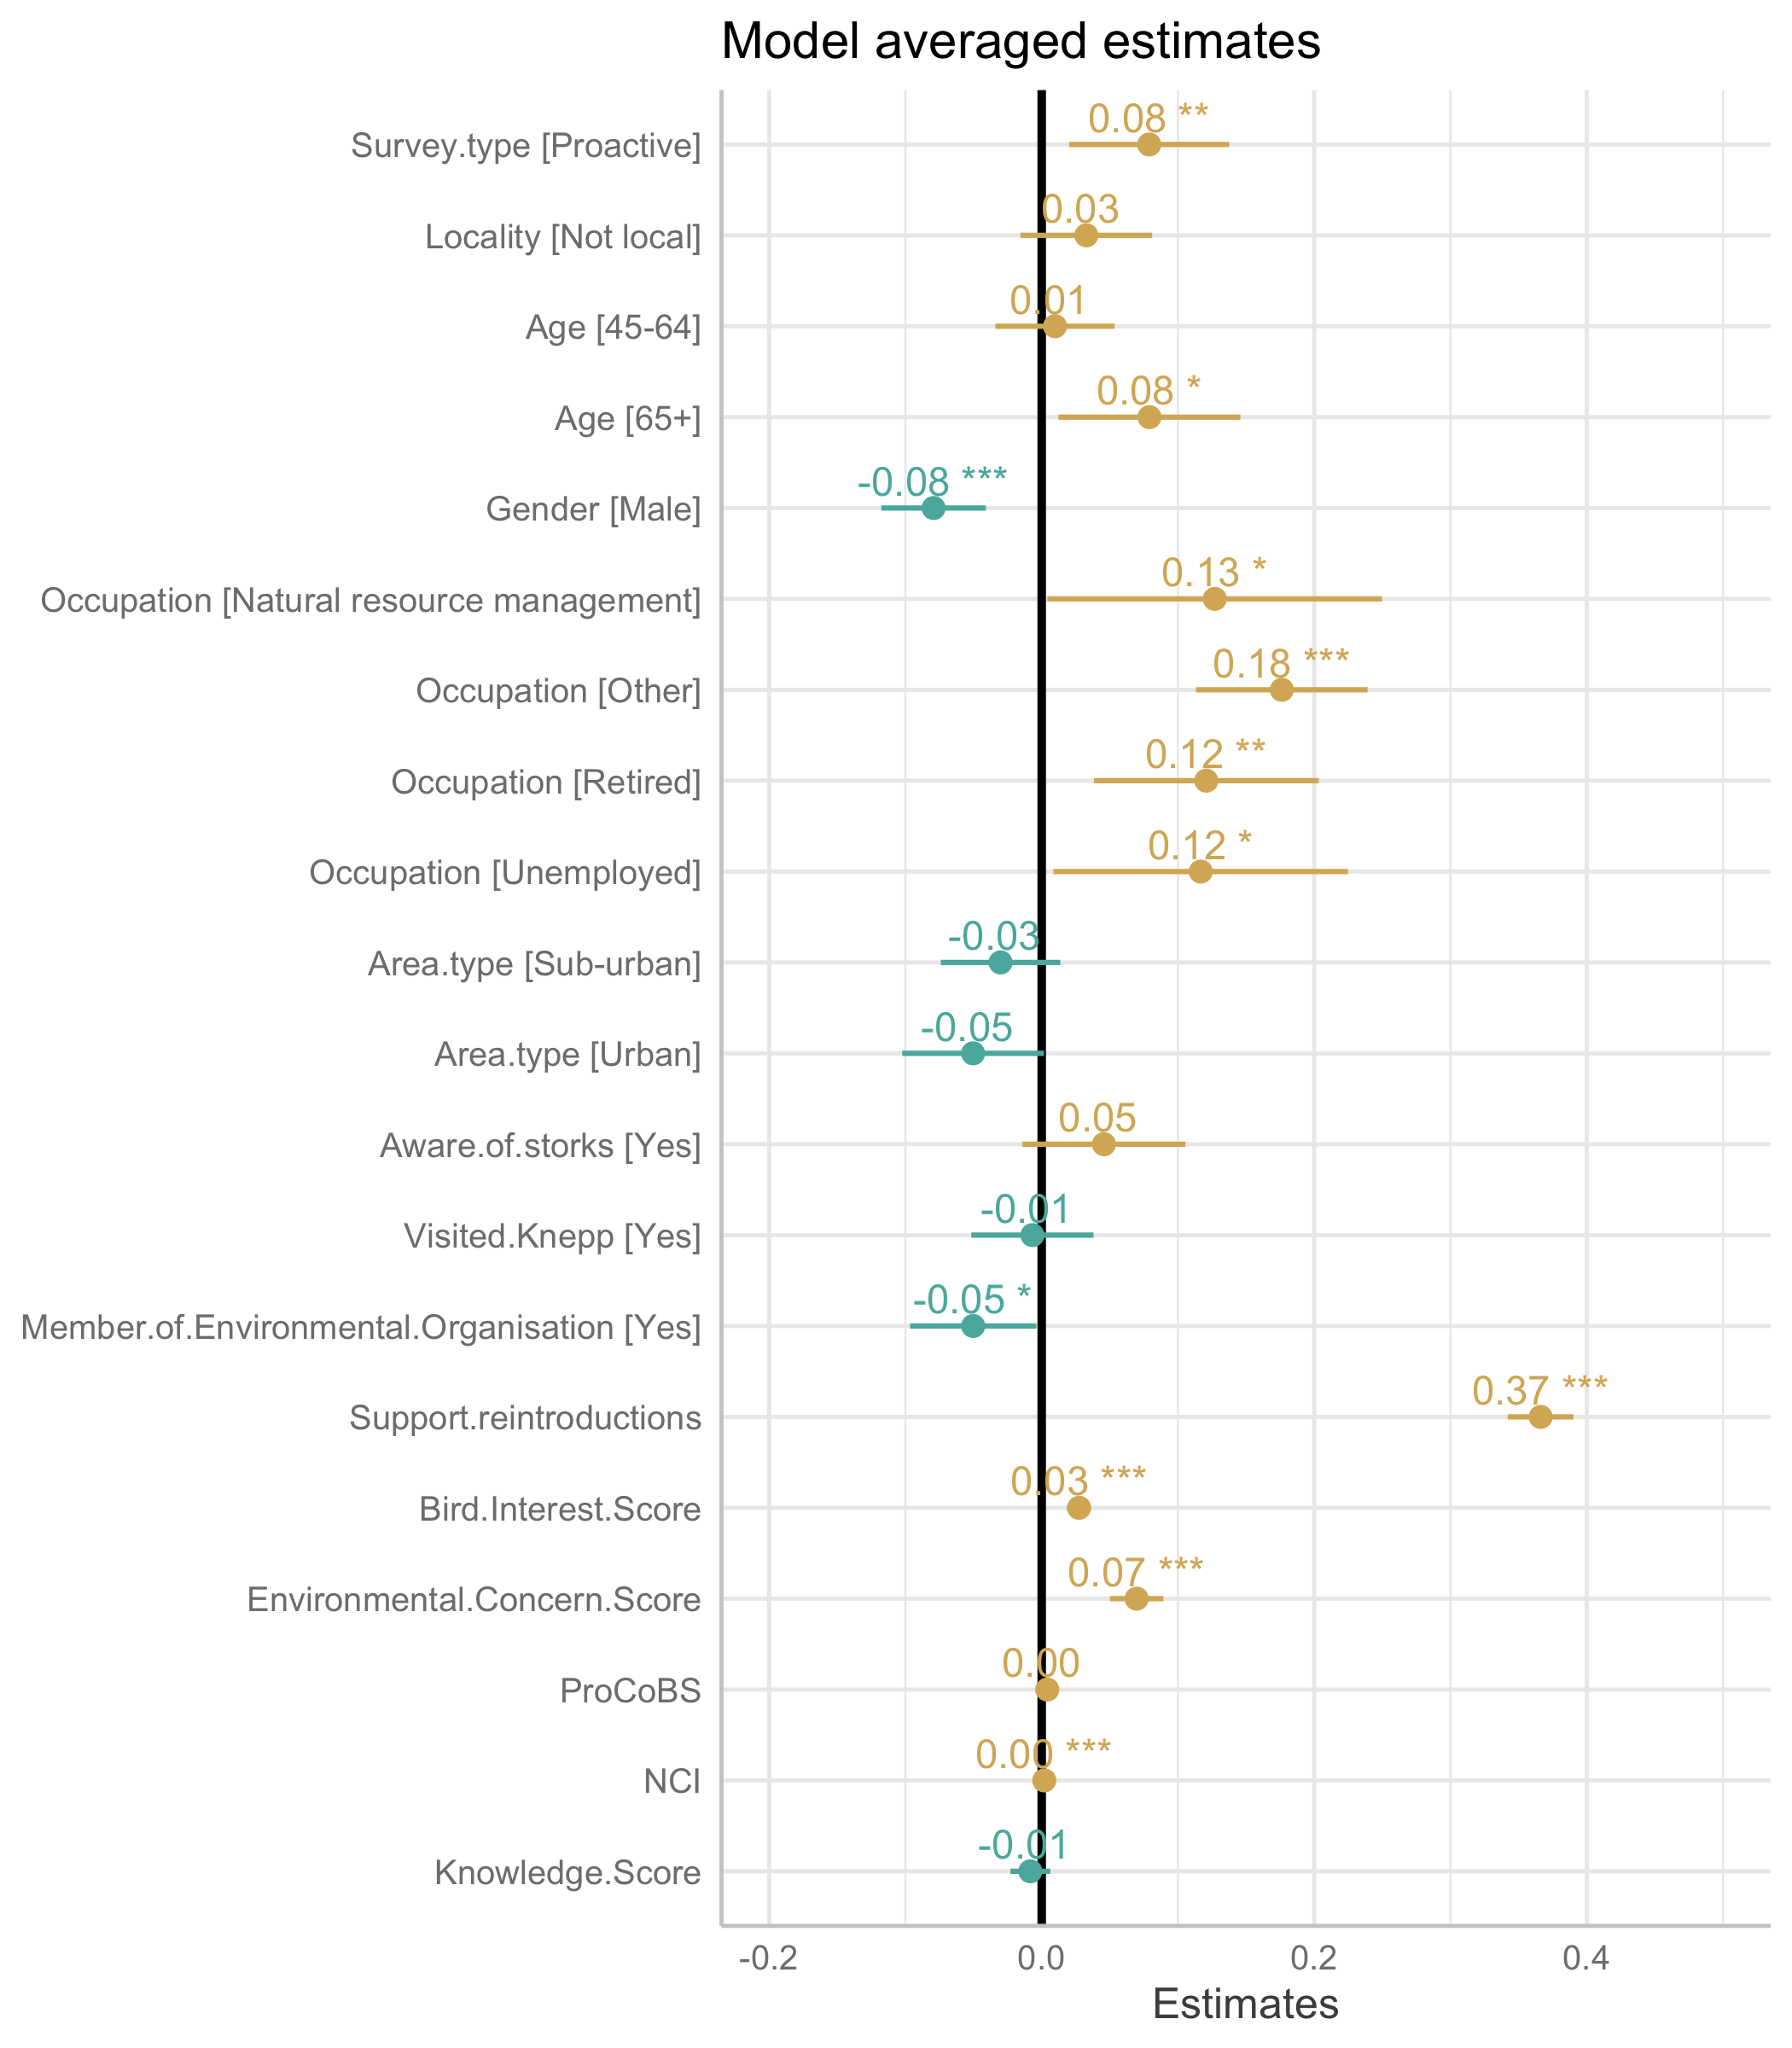 Model averaged estimates
0.08 **
Survey.type [Proactive]
0.03
Locality [Not local]
0.01
Age [45-64]
0.08 *
Age [65+]
-0.08 ***
Gender [Male]
0.13 *
Occupation [Natural resource management]
0.18 ***
Occupation [Other]
0.12 **
Occupation [Retired]
0.12 *
Occupation [Unemployed]
-0.03
Area.type [Sub-urban]
-0.05
Area.type [Urban]
0.05
Aware.of.storks [Yes]
-0.01
Visited.Knepp [Yes]
-0.05 *
Member.of.Environmental.Organisation [Yes]
0.37 ***
Support.reintroductions
0.03 ***
Bird.Interest.Score
0.07 ***
Environmental.Concern.Score
0.00
ProCoBS
0.00 ***
NCI
-0.01
Knowledge.Score
-0.2 0.0 0.2 0.4
Estimates